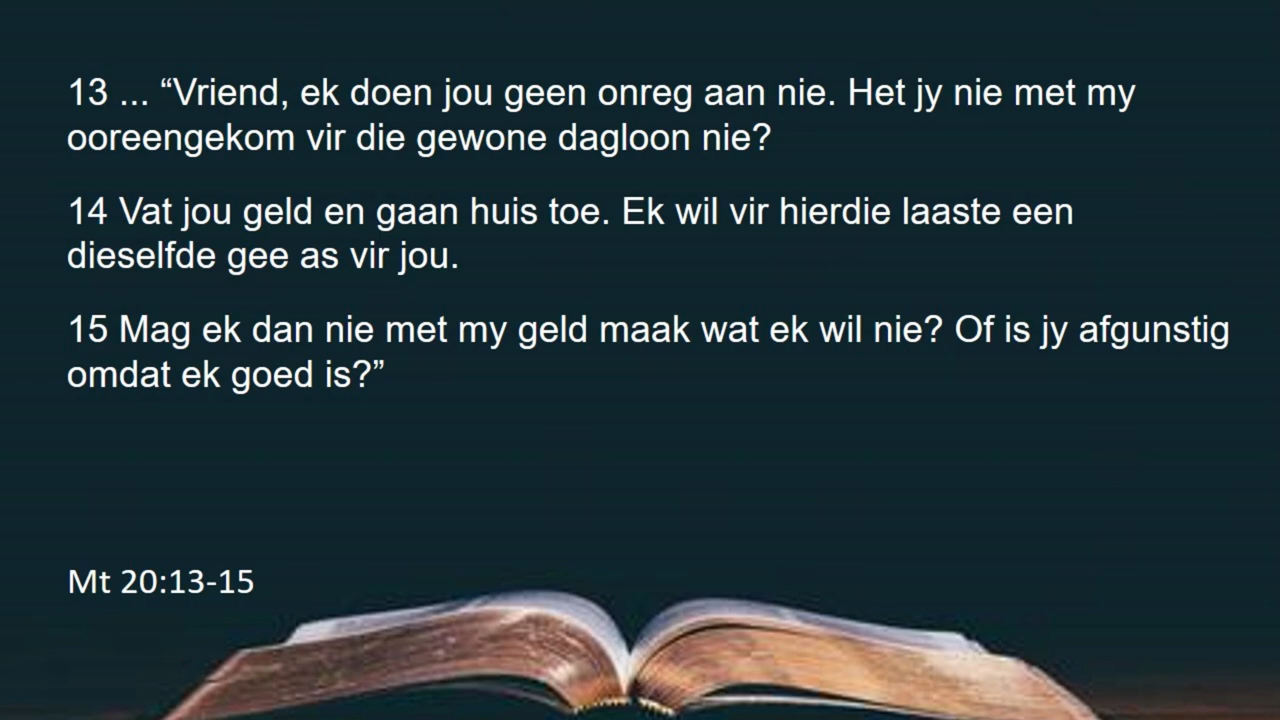 13 ... “Vriend, ek doen jou geen onreg aan nie. Het jy nie met my
ooreengekom vir die gewone dagloon nie?
14 Vat jou geld en gaan huis toe. Ek wil vir hierdie laaste een
dieselfde gee as vir jou.
15 Mag ek dan nie met my geld maak wat ek wil nie? Of is jy afgunstig
omdat ek goed is?”
Mt 20:13-15